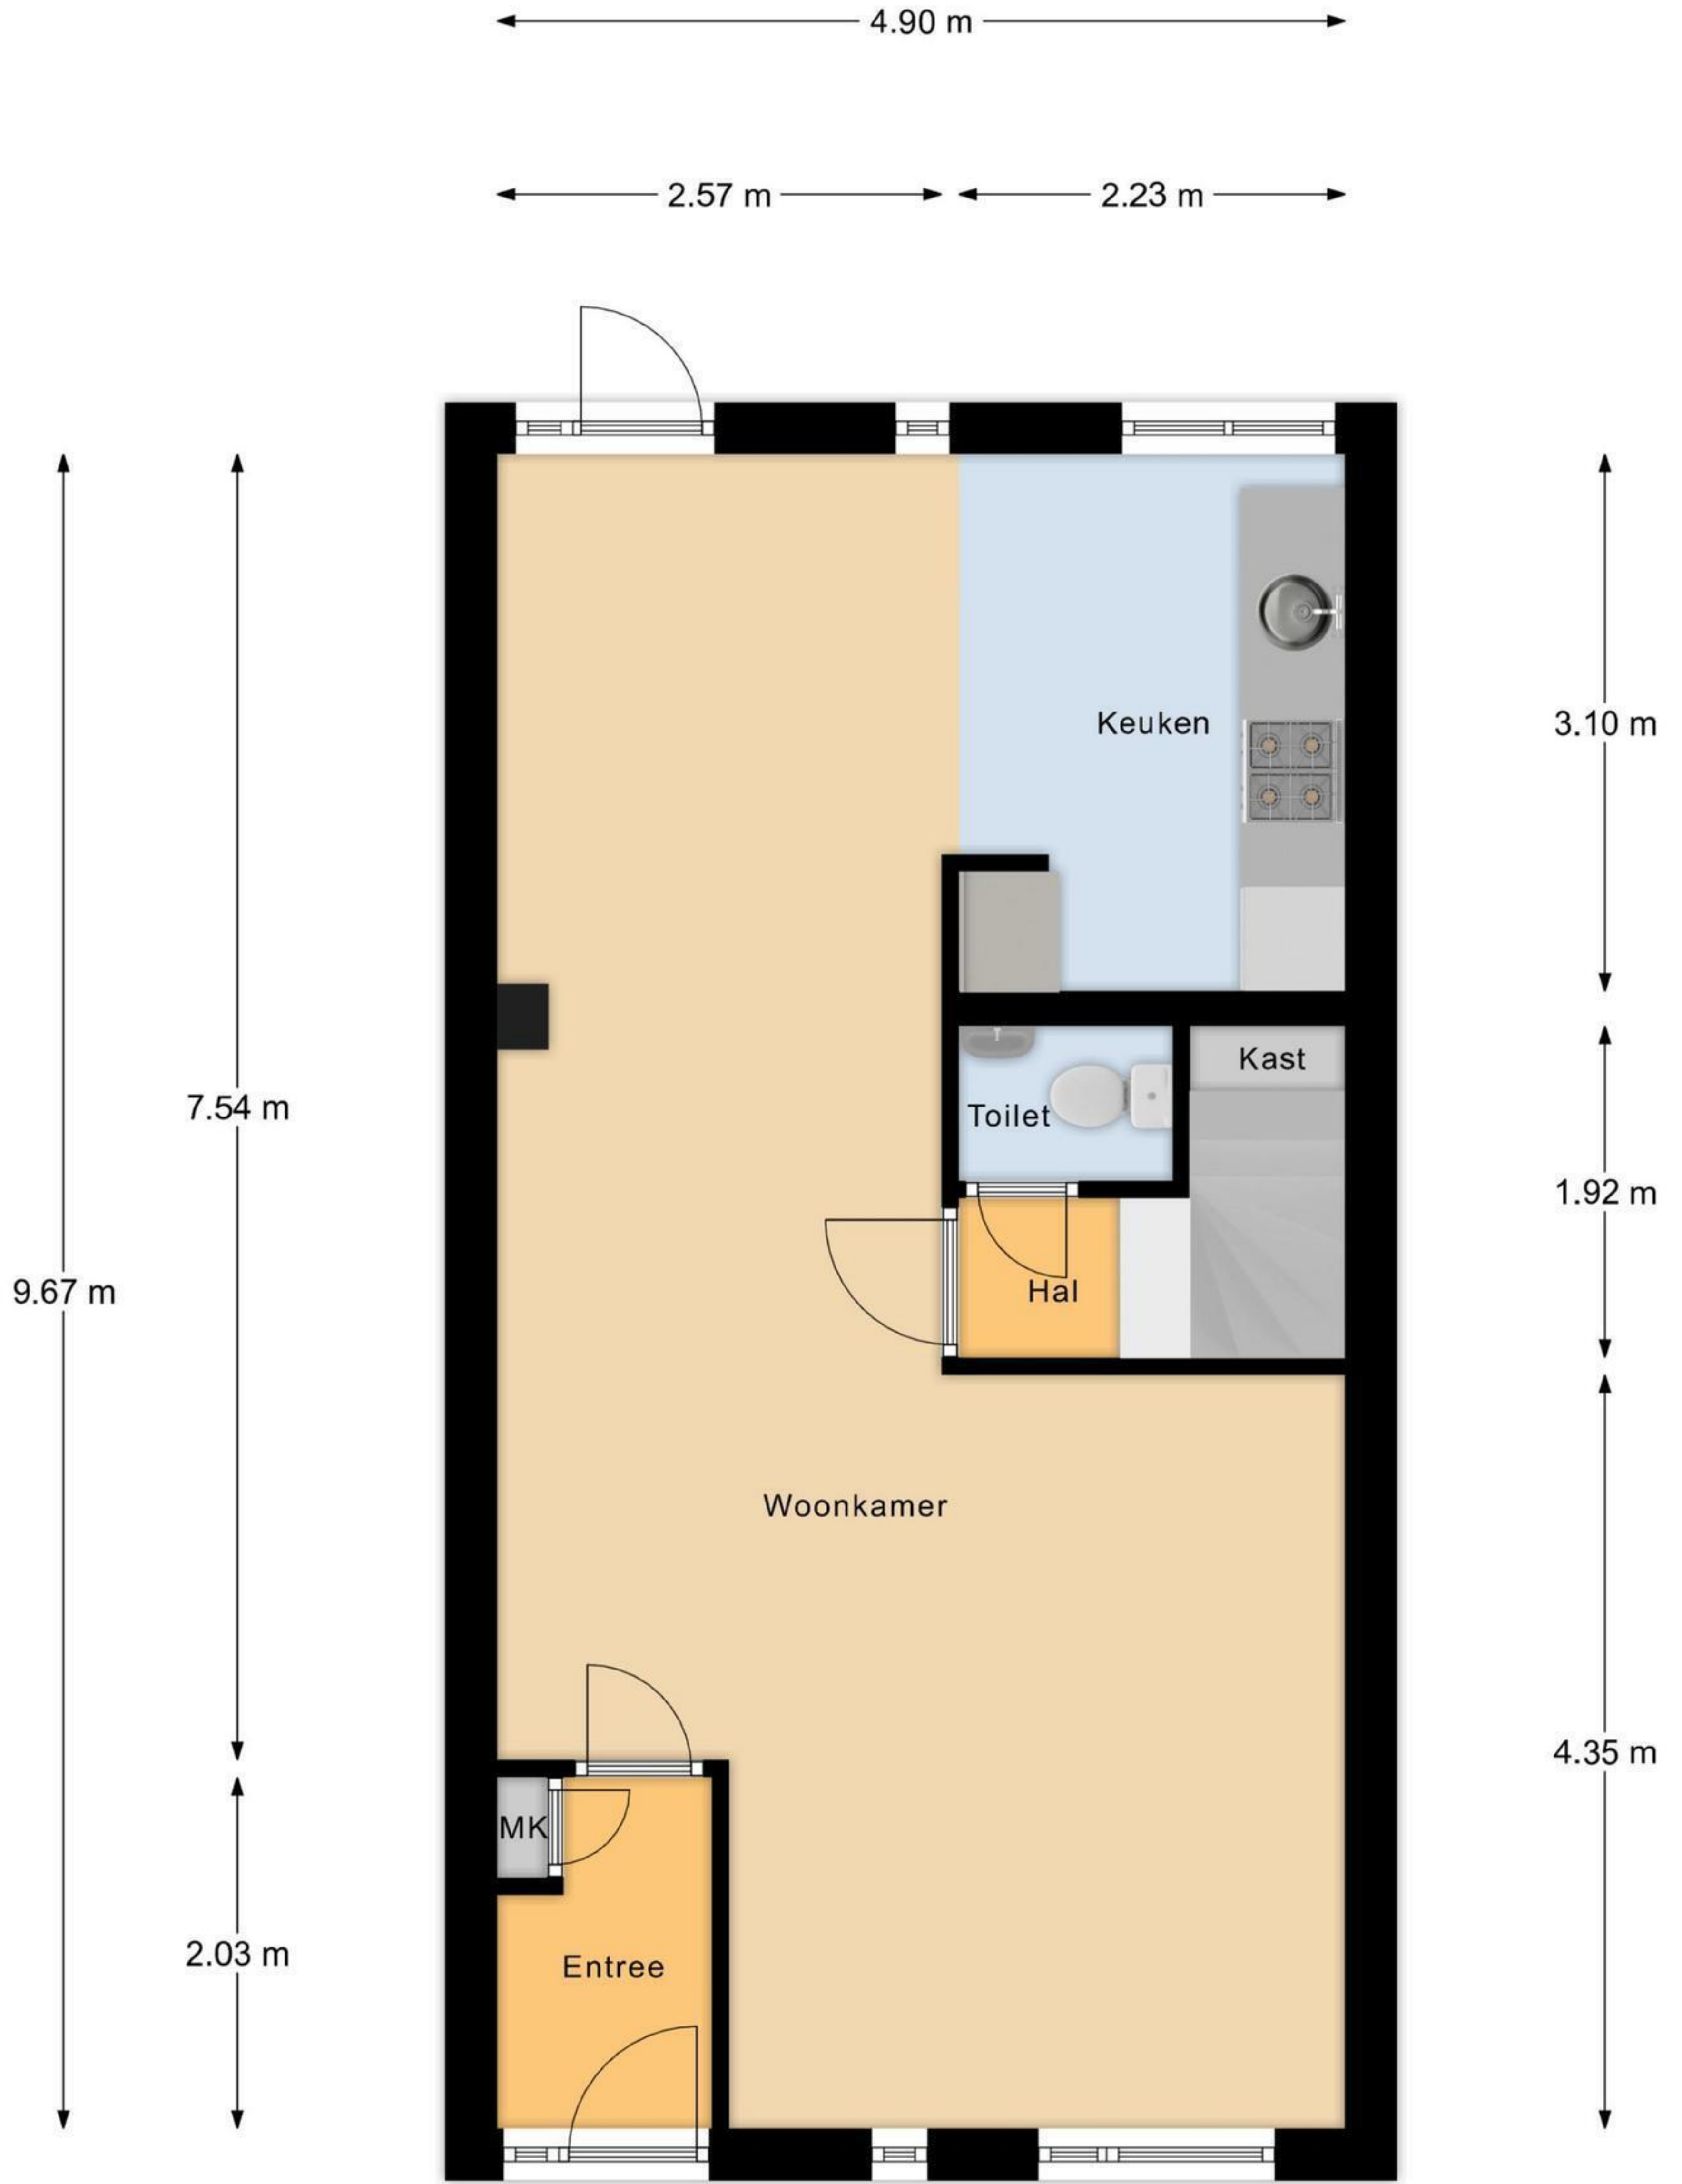 4.90 m
2.57 m
2.23 m
Keuken
3.10 m
Kast
7.54 m
Toilet
1.92 m
9.67 m
Hal
Woonkamer
4.35 m
MK
2.03 m
Entree